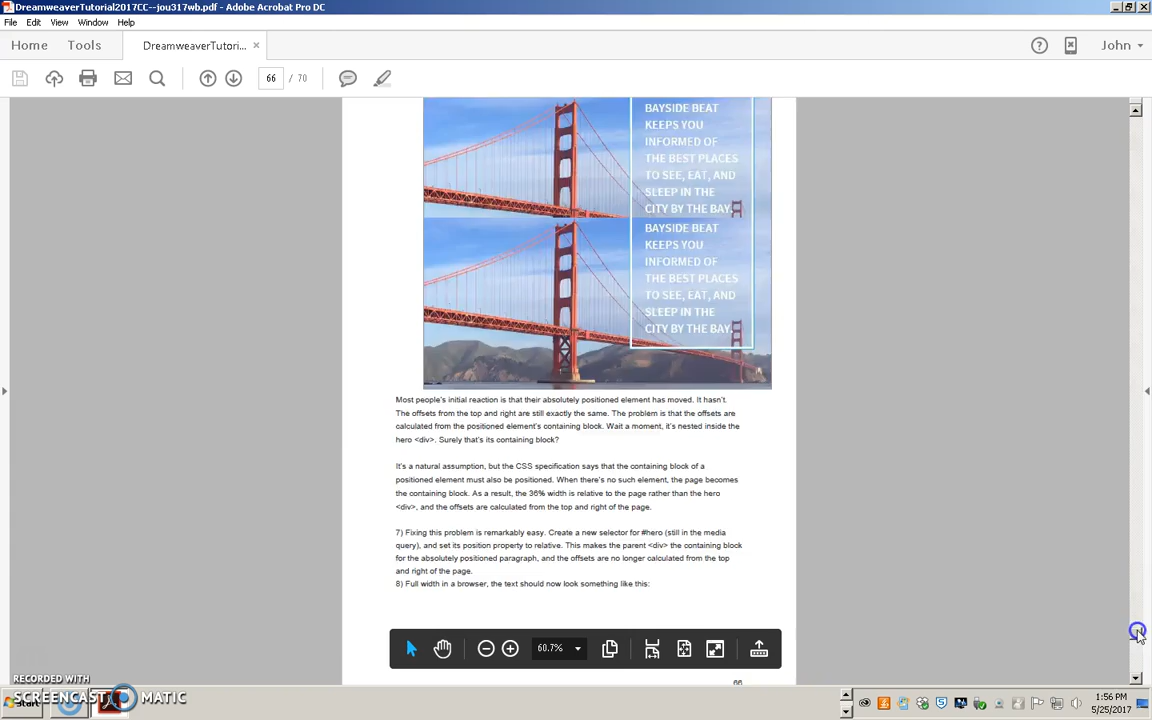 DreamweaverTutorial2017CC--jou317wb.pdf - Adobe Acrobat Pro DC
File Edit View Window Help
Home Tools DreamweaverTutori... × John
66 / 70
BAYSIDE BEAT
KEEPS YOU
INFORMED OF
THE BEST PLACES
TO SEE, EAT, AND
SLEEP IN THE
CITY BY THE BAY.
BAYSIDE BEAT
KEEPS YOU
INFORMED OF
THE BEST PLACES
TO SEE, EAT, AND
SLEEP IN THE
CITY BY THE BAY.
Most people's initial reaction is that their absolutely positioned element has moved. It hasn't.
The offsets from the top and right are still exactly the same. The problem is that the offsets are
calculated from the positioned element's containing block. Wait a moment, it's nested inside the
hero <div>. Surely that's its containing block?
It's a natural assumption, but the CSS specification says that the containing block of a
positioned element must also be positioned. When there's no such element, the page becomes
the containing block. As a result, the 36% width is relative to the page rather than the hero
<div>, and the offsets are calculated from the top and right of the page.
7) Fixing this problem is remarkably easy. Create a new selector for #hero (still in the media
query), and set its position property to relative. This makes the parent <div> the containing block
for the absolutely positioned paragraph, and the offsets are no longer calculated from the top
and right of the page.
8) Full width in a browser, the text should now look something like this:
60.7%
66
RECORDED WITH
SCREENCAST MATIC
Start
1:56 PM
5/25/2017